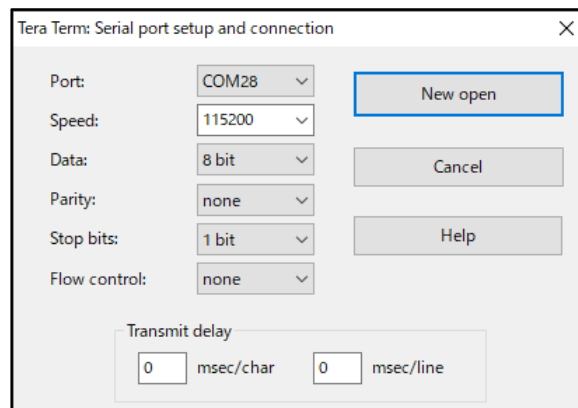 Tera Term: Serial port setup and connection
Port: COM28 New open
Speed: 115200
Data: 8 bit Cancel
Parity: none
Stop bits: 1 bit Help
Flow control: none
Transmit delay
0 msec/char 0 msec/line